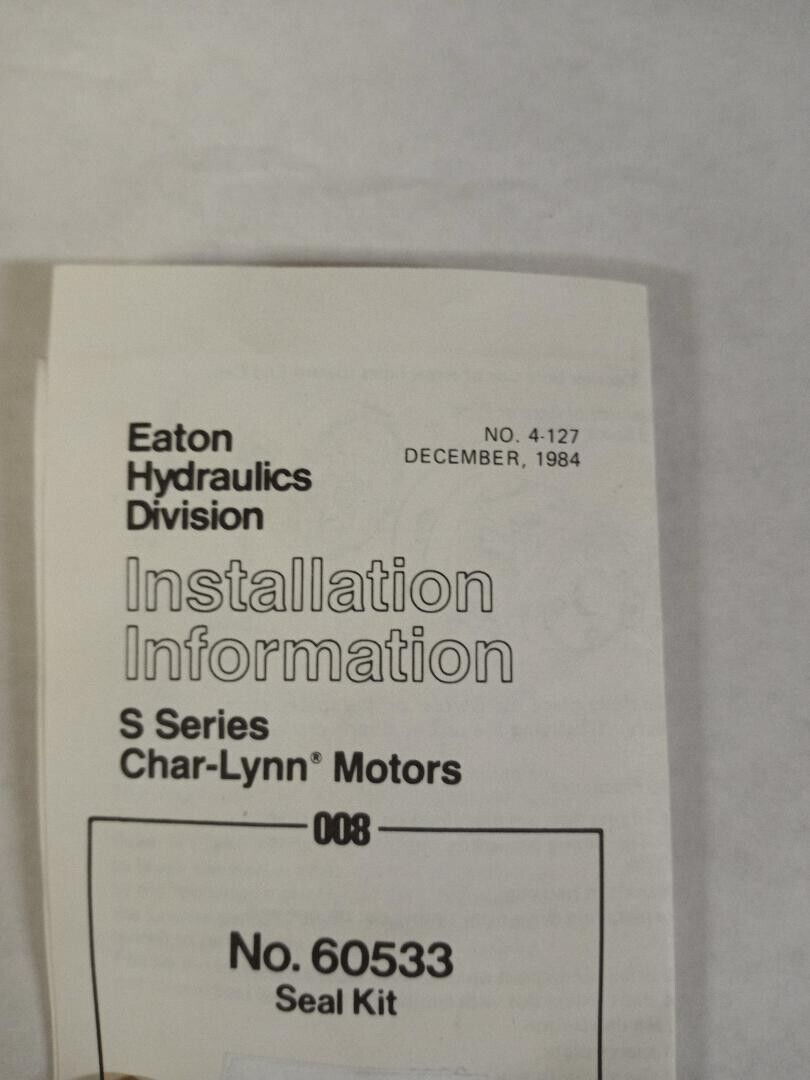 Eaton
Hydraulics
Division
NO. 4-127
DECEMBER, 1984
Installation
Information
S Series
Char-Lynn® Motors
008
No. 60533
Seal Kit